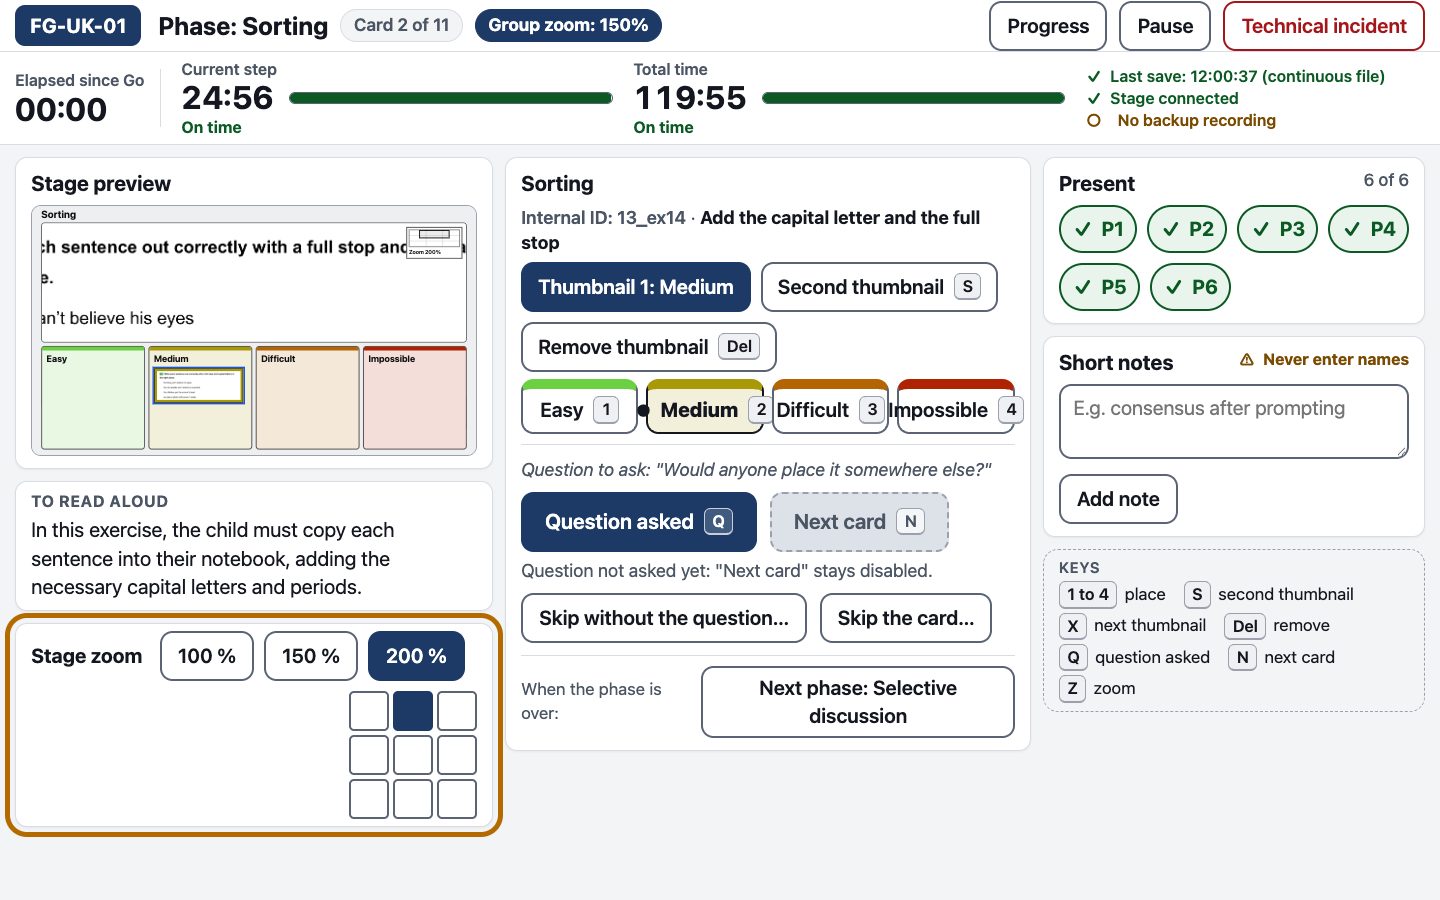 FG-UK-01
Phase: Sorting
Card 2 of 11
Group zoom: 150%
Progress
Pause
Technical incident
Elapsed since Go
00:00
Current step
24:56
On time
Total time
119:55
On time
Last save: 12:00:37 (continuous file)
Stage connected
No backup recording
Stage preview
Sorting
ch sentence out correctly with a full stop and
e.
an't believe his eyes
Zoom 200%
Easy
Medium
Difficult
Impossible
TO READ ALOUD
In this exercise, the child must copy each
sentence into their notebook, adding the
necessary capital letters and periods.
Stage zoom
100 %
150 %
200 %
Sorting
Internal ID: 13_ex14 · Add the capital letter and the full
stop
Thumbnail 1: Medium
Second thumbnail S
Remove thumbnail Del
Easy 1
Medium 2
Difficult 3
Impossible 4
Question to ask: "Would anyone place it somewhere else?"
Question asked Q
Next card N
Question not asked yet: "Next card" stays disabled.
Skip without the question...
Skip the card...
When the phase is
over:
Next phase: Selective
discussion
Present
6 of 6
P1
P2
P3
P4
P5
P6
Short notes
Never enter names
E.g. consensus after prompting
Add note
KEYS
1 to 4 place S second thumbnail
X next thumbnail Del remove
Q question asked N next card
Z zoom